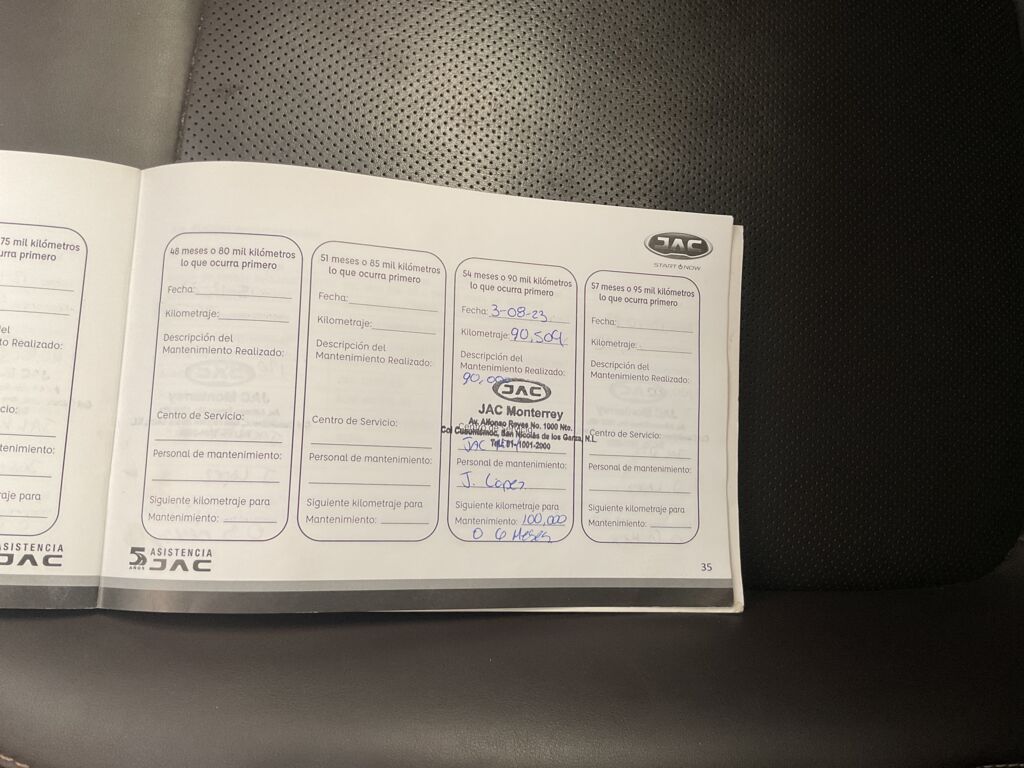 75 mil kilómetros
urra primero
el
to Realizado:
icio:
tenimiento:
aje para
ASISTENCIA
JAC
48 meses o 80 mil kilómetros
lo que ocurra primero
Fecha:
Kilometraje:
Descripción del
Mantenimiento Realizado:
Centro de Servicio:
Personal de mantenimiento:
Siguiente kilometraje para
Mantenimiento:
5 AÑOS ASISTENCIA
JAC
51 meses o 85 mil kilómetros
lo que ocurra primero
Fecha:
Kilometraje:
Descripción del
Mantenimiento Realizado:
Centro de Servicio:
Personal de mantenimiento:
Siguiente kilometraje para
Mantenimiento:
54 meses o 90 mil kilómetros
lo que ocurra primero
Fecha: 3-08-23
Kilometraje: 90,509
Descripción del
Mantenimiento Realizado:
90,000
JAC
JAC Monterrey
Av. Alfonso Reyes No. 1000 Nte.
Col Cuauhtémoc, San Nicolás de los Garza, N.L.
Tel. 81-1001-2000
JAC
Personal de mantenimiento:
J. Lopez
Siguiente kilometraje para
Mantenimiento: 100,000
o 6 Meses
JAC
START NOW
57 meses o 95 mil kilómetros
lo que ocurra primero
Fecha:
Kilometraje:
Descripción del
Mantenimiento Realizado:
Centro de Servicio:
Personal de mantenimiento:
Siguiente kilometraje para
Mantenimiento:
35